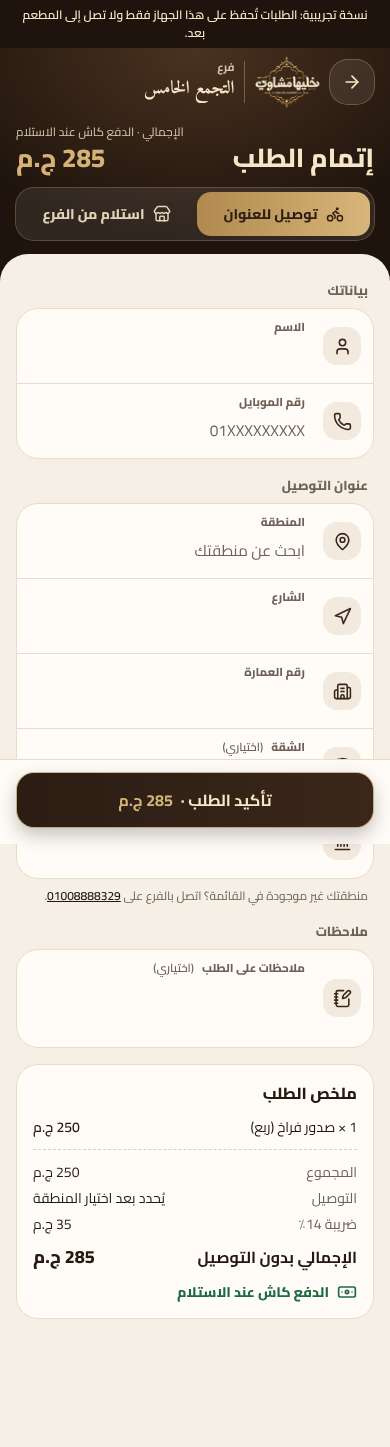 نسخة تجريبية: الطلبات تُحفظ على هذا الجهاز فقط ولا تصل إلى المطعم
بعد.
خليها مشاوي
فرع
التجمع الخامس
إتمام الطلب
الإجمالي · الدفع كاش عند الاستلام
285 ج.م
توصيل للعنوان
استلام من الفرع
بياناتك
الاسم
رقم الموبايل
01XXXXXXXXX
عنوان التوصيل
المنطقة
ابحث عن منطقتك
الشارع
رقم العمارة
الشقة (اختياري)
تأكيد الطلب · 285 ج.م
منطقتك غير موجودة في القائمة؟ اتصل بالفرع على 01008888329.
ملاحظات
ملاحظات على الطلب (اختياري)
ملخص الطلب
1 × صدور فراخ (ربع) 250 ج.م
المجموع 250 ج.م
التوصيل يُحدد بعد اختيار المنطقة
ضريبة 14٪ 35 ج.م
الإجمالي بدون التوصيل 285 ج.م
الدفع كاش عند الاستلام